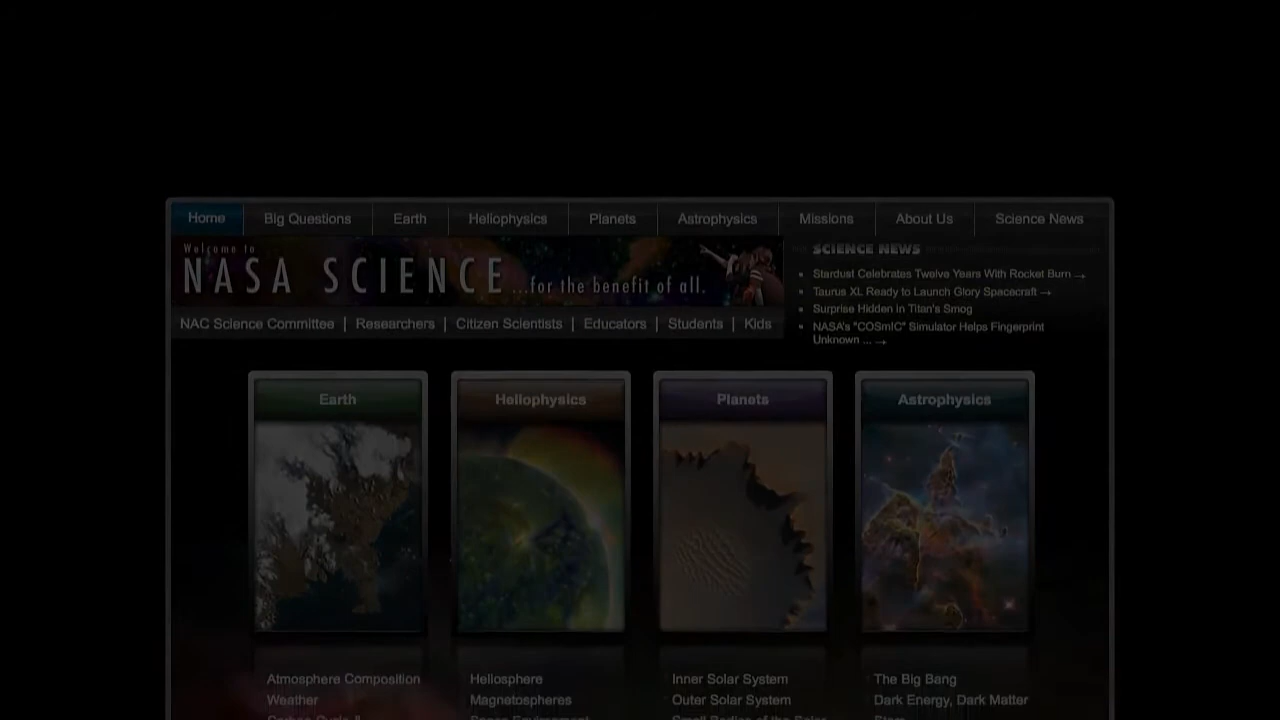 Home Big Questions Earth Heliophysics Planets Astrophysics Missions About Us Science News
Welcome to
NASA SCIENCE ...for the benefit of all.
NAC Science Committee | Researchers | Citizen Scientists | Educators | Students | Kids
SCIENCE NEWS
Stardust Celebrates Twelve Years With Rocket Burn →
Taurus XL Ready to Launch Glory Spacecraft →
Surprise Hidden in Titan's Smog
NASA's "COSmIC" Simulator Helps Fingerprint
Unknown ... →
Earth
Heliophysics
Planets
Astrophysics
Atmosphere Composition
Weather
Heliosphere
Magnetospheres
Inner Solar System
Outer Solar System
The Big Bang
Dark Energy, Dark Matter